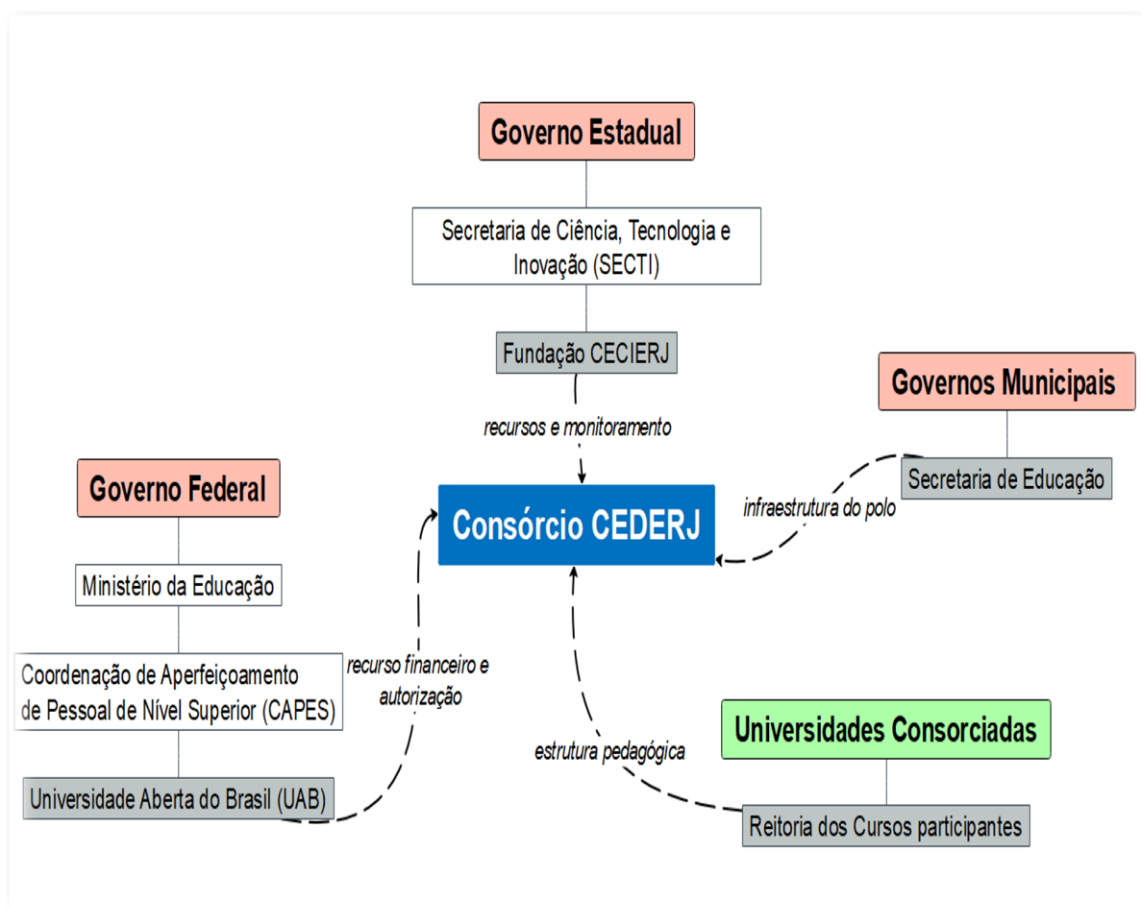 Governo Estadual
Secretaria de Ciência, Tecnologia e
Inovação (SECTI)
Fundação CECIERJ
recursos e monitoramento
Governos Municipais
Secretaria de Educação
infraestrutura do polo
Consórcio CEDERJ
Governo Federal
Ministério da Educação
Coordenação de Aperfeiçoamento
de Pessoal de Nível Superior (CAPES)
Universidade Aberta do Brasil (UAB)
recurso financeiro e
autorização
estrutura pedagógica
Universidades Consorciadas
Reitoria dos Cursos participantes